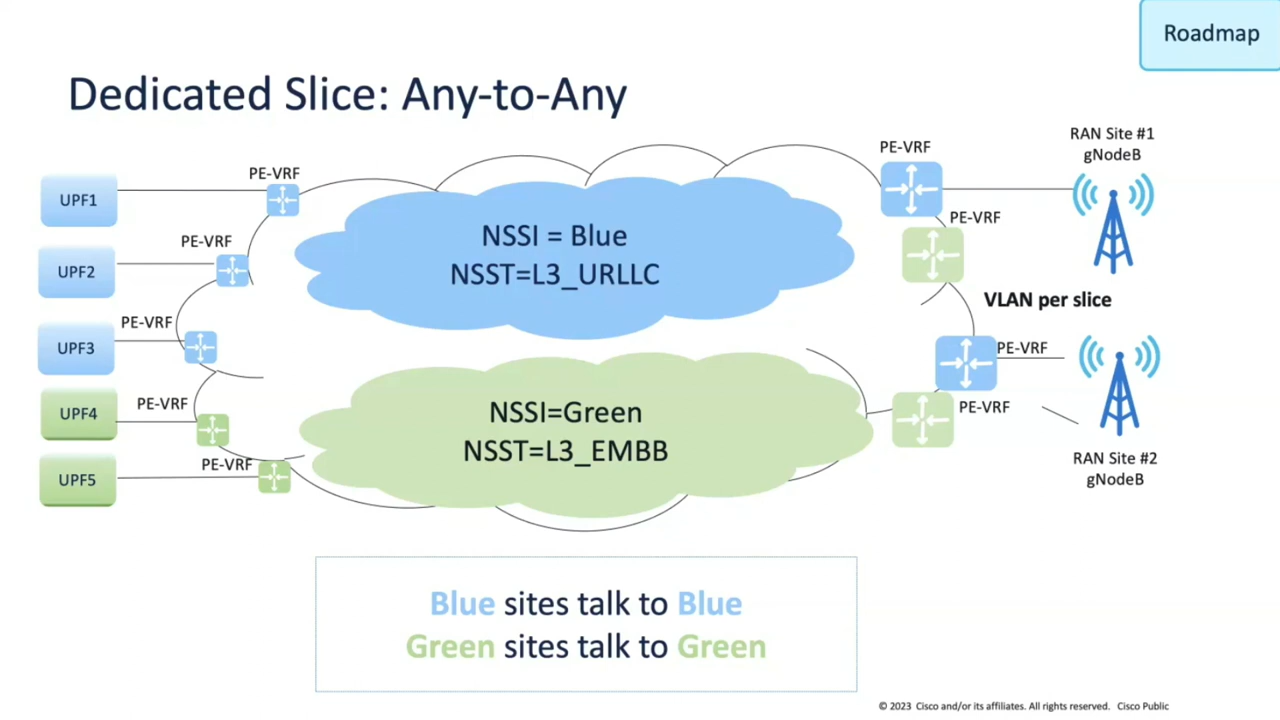 Roadmap
Dedicated Slice: Any-to-Any
PE-VRF
UPF1
PE-VRF
UPF2
PE-VRF
UPF3
PE-VRF
UPF4
PE-VRF
UPF5
NSSI = Blue
NSST=L3_URLLC
NSSI=Green
NSST=L3_EMBB
PE-VRF
RAN Site #1
gNodeB
PE-VRF
VLAN per slice
PE-VRF
PE-VRF
RAN Site #2
gNodeB
Blue sites talk to Blue
Green sites talk to Green
© 2023 Cisco and/or its affiliates. All rights reserved. Cisco Public